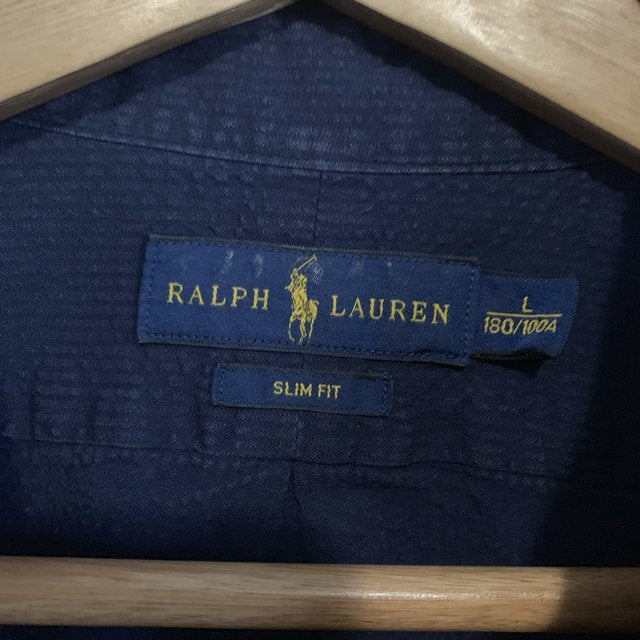 RALPH LAUREN
L
180/100A
SLIM FIT